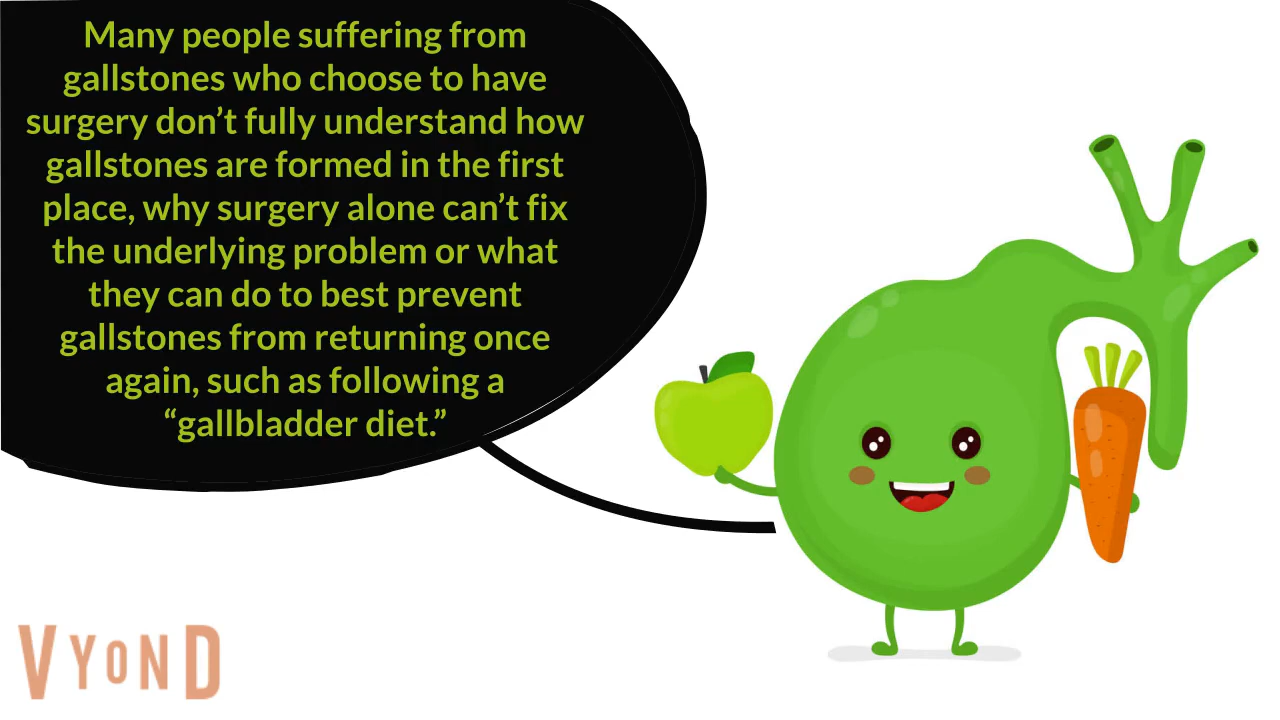 Many people suffering from
gallstones who choose to have
surgery don’t fully understand how
gallstones are formed in the first
place, why surgery alone can’t fix
the underlying problem or what
they can do to best prevent
gallstones from returning once
again, such as following a
“gallbladder diet.”
VYonD